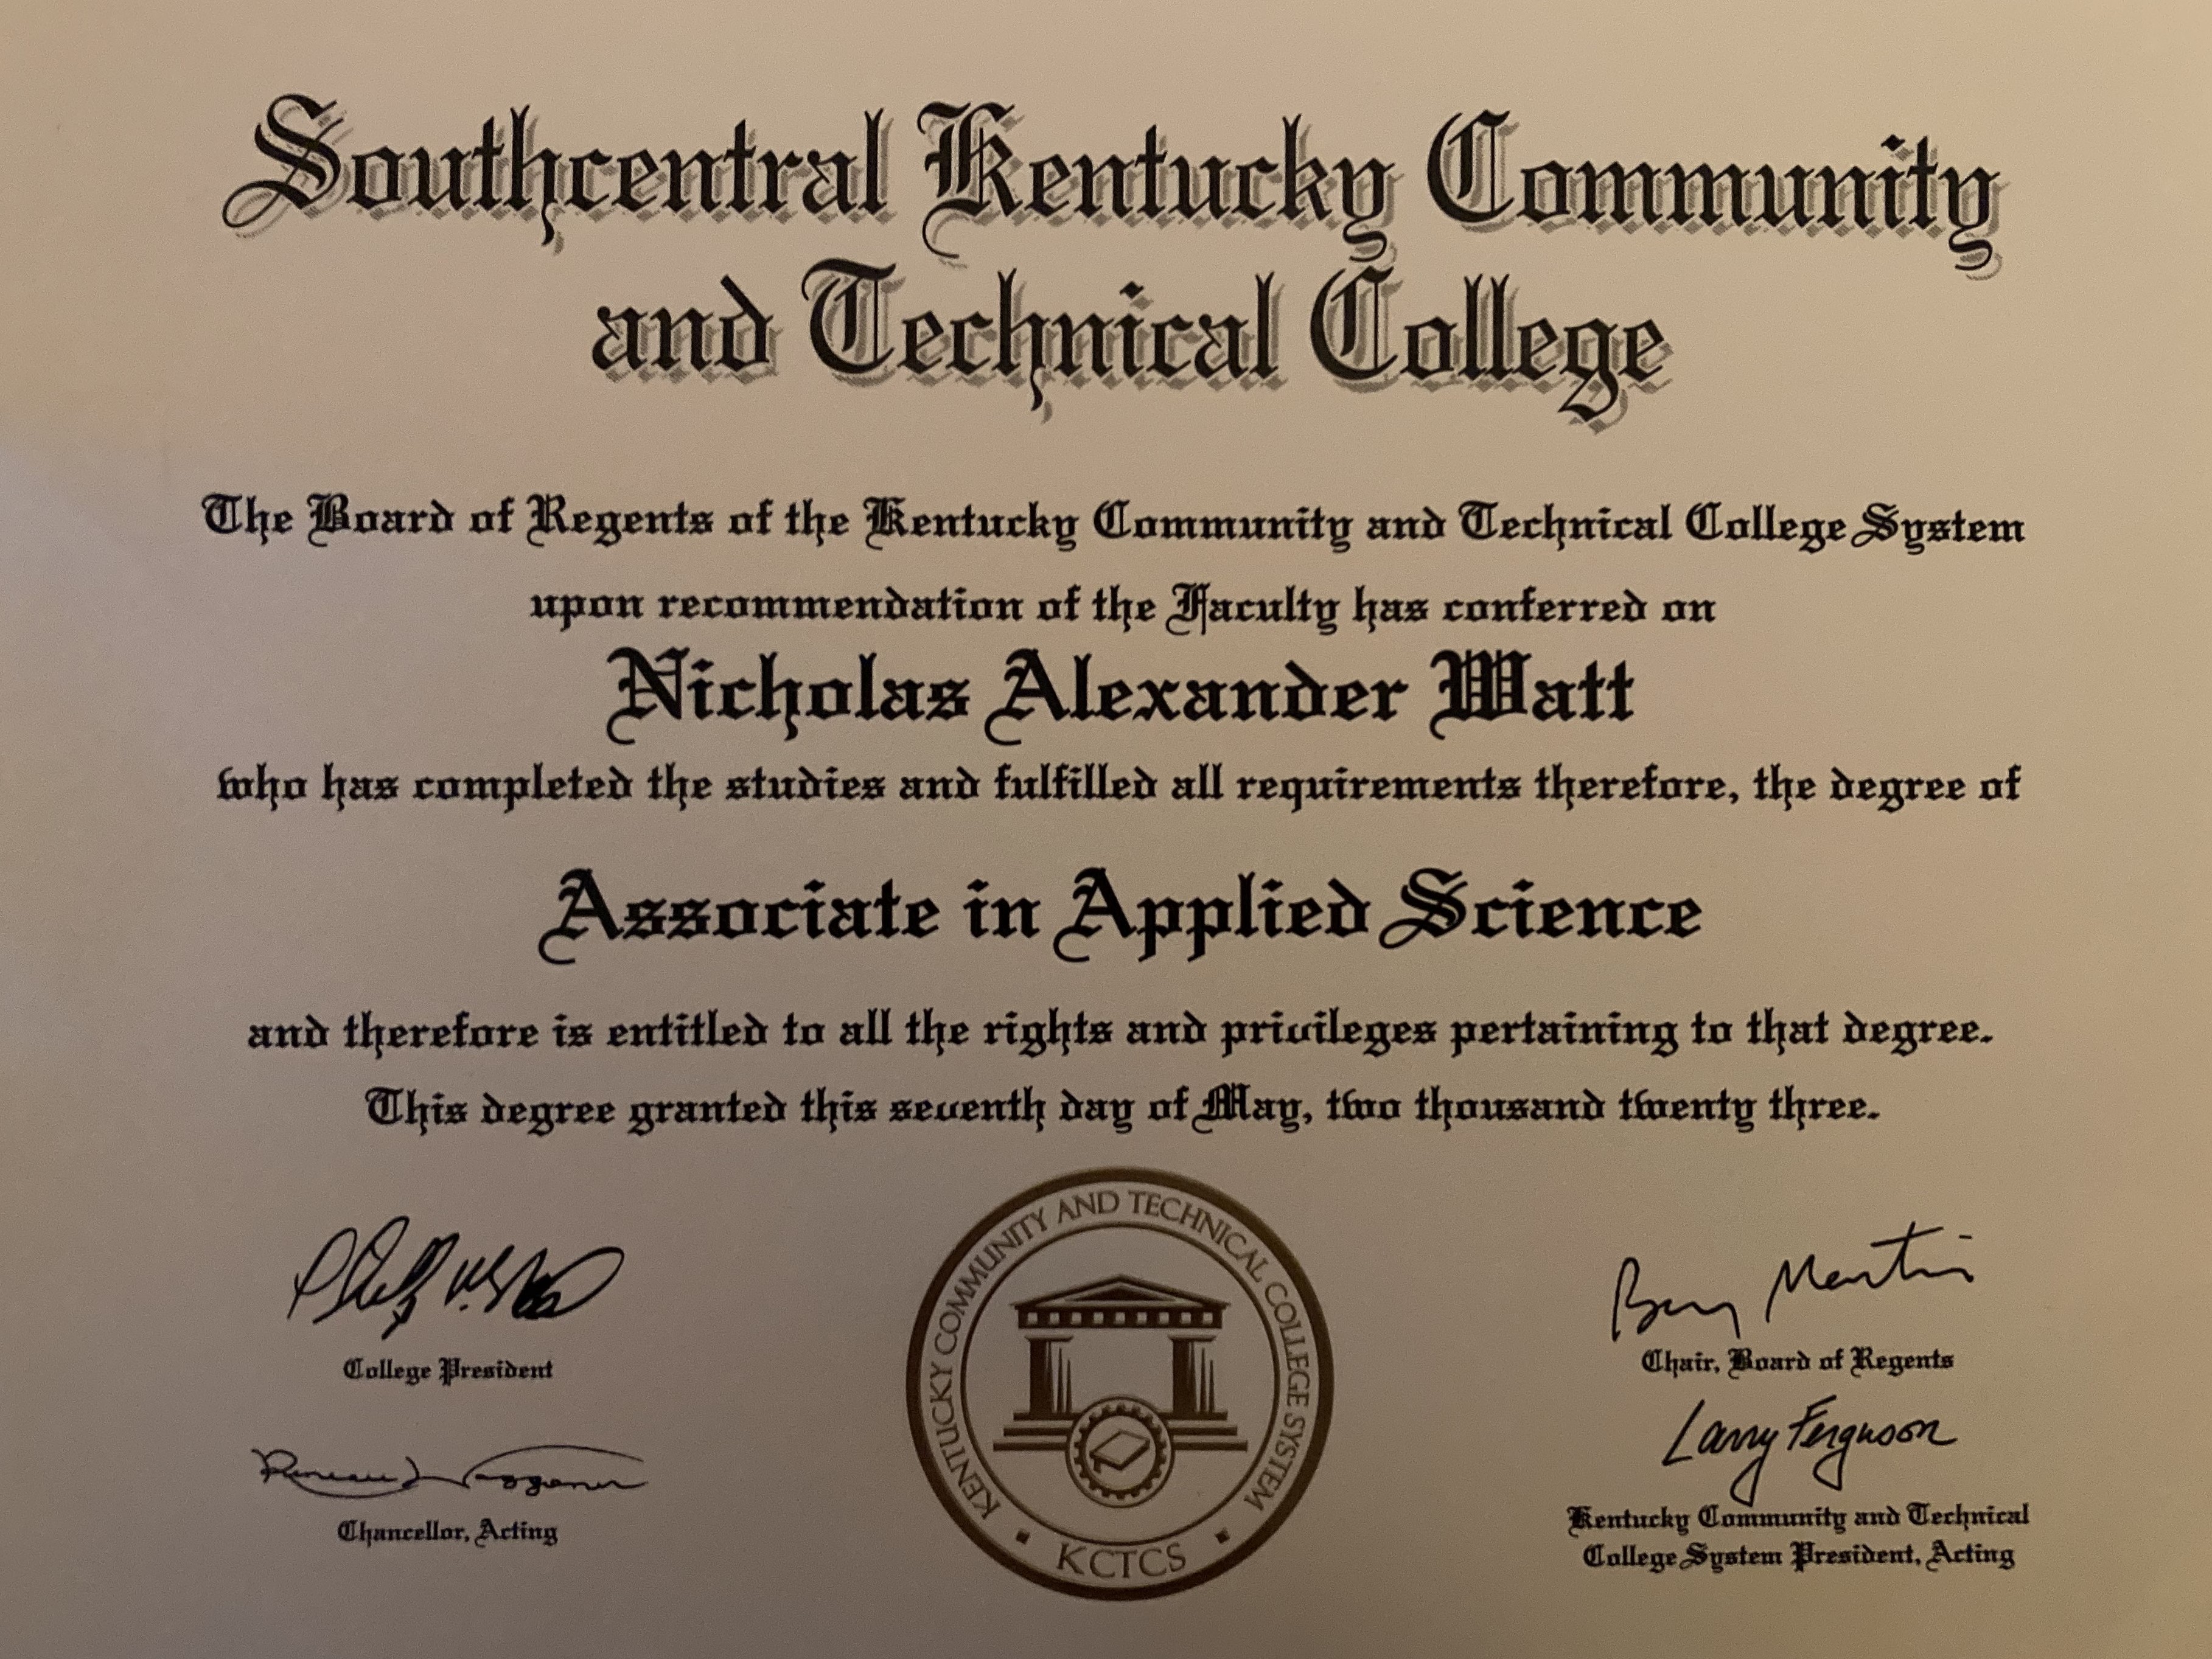 Southcentral Kentucky Community
and Technical College
The Board of Regents of the Kentucky Community and Technical College System
upon recommendation of the Faculty has conferred on
Nicholas Alexander Watt
who has completed the studies and fulfilled all requirements therefore, the degree of
Associate in Applied Science
and therefore is entitled to all the rights and privileges pertaining to that degree.
This degree granted this seventh day of May, two thousand twenty three.
College President
Chancellor, Acting
KENTUCKY COMMUNITY AND TECHNICAL COLLEGE SYSTEM
KCTCS
Barry Martin
Chair, Board of Regents
Larry Ferguson
Kentucky Community and Technical
College System President, Acting